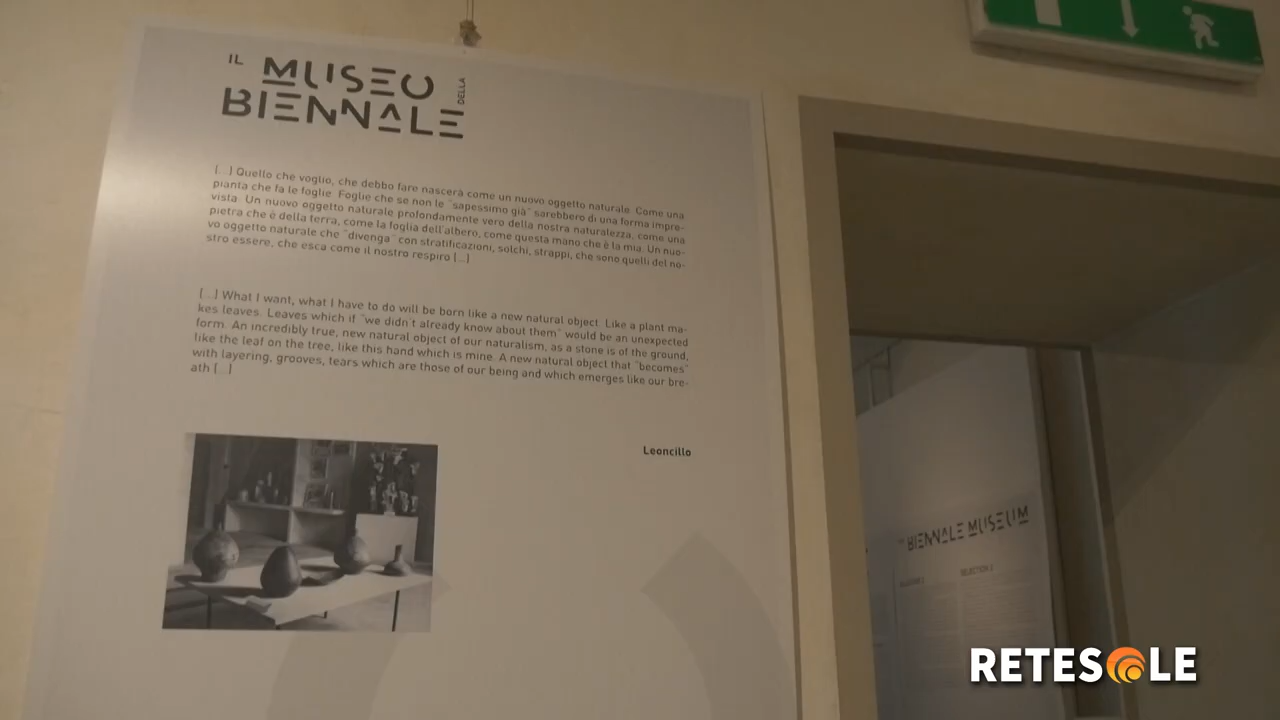 IL MUSEO DELLA
BIENNALE
[...] Quello che voglio, che debbo fare nascerà come un nuovo oggetto naturale. Come una
pianta che fa le foglie. Foglie che se non le "sapessimo già" sarebbero di una forma impre-
vista. Un nuovo oggetto naturale profondamente vero della nostra naturalezza, come una
pietra che è della terra, come la foglia dell'albero, come questa mano che è la mia. Un nuo-
vo oggetto naturale che "divenga" con stratificazioni, solchi, strappi, che sono quelli del no-
stro essere, che esca come il nostro respiro [...]
[...] What I want, what I have to do will be born like a new natural object. Like a plant ma-
kes leaves. Leaves which if "we didn't already know about them" would be an unexpected
form. An incredibly true, new natural object of our naturalism, as a stone is of the ground,
like the leaf on the tree, like this hand which is mine. A new natural object that "becomes"
with layering, grooves, tears which are those of our being and which emerges like our bre-
ath [...]
Leoncillo
BIENNALE MUSEUM
SELECTION
RETESOLE